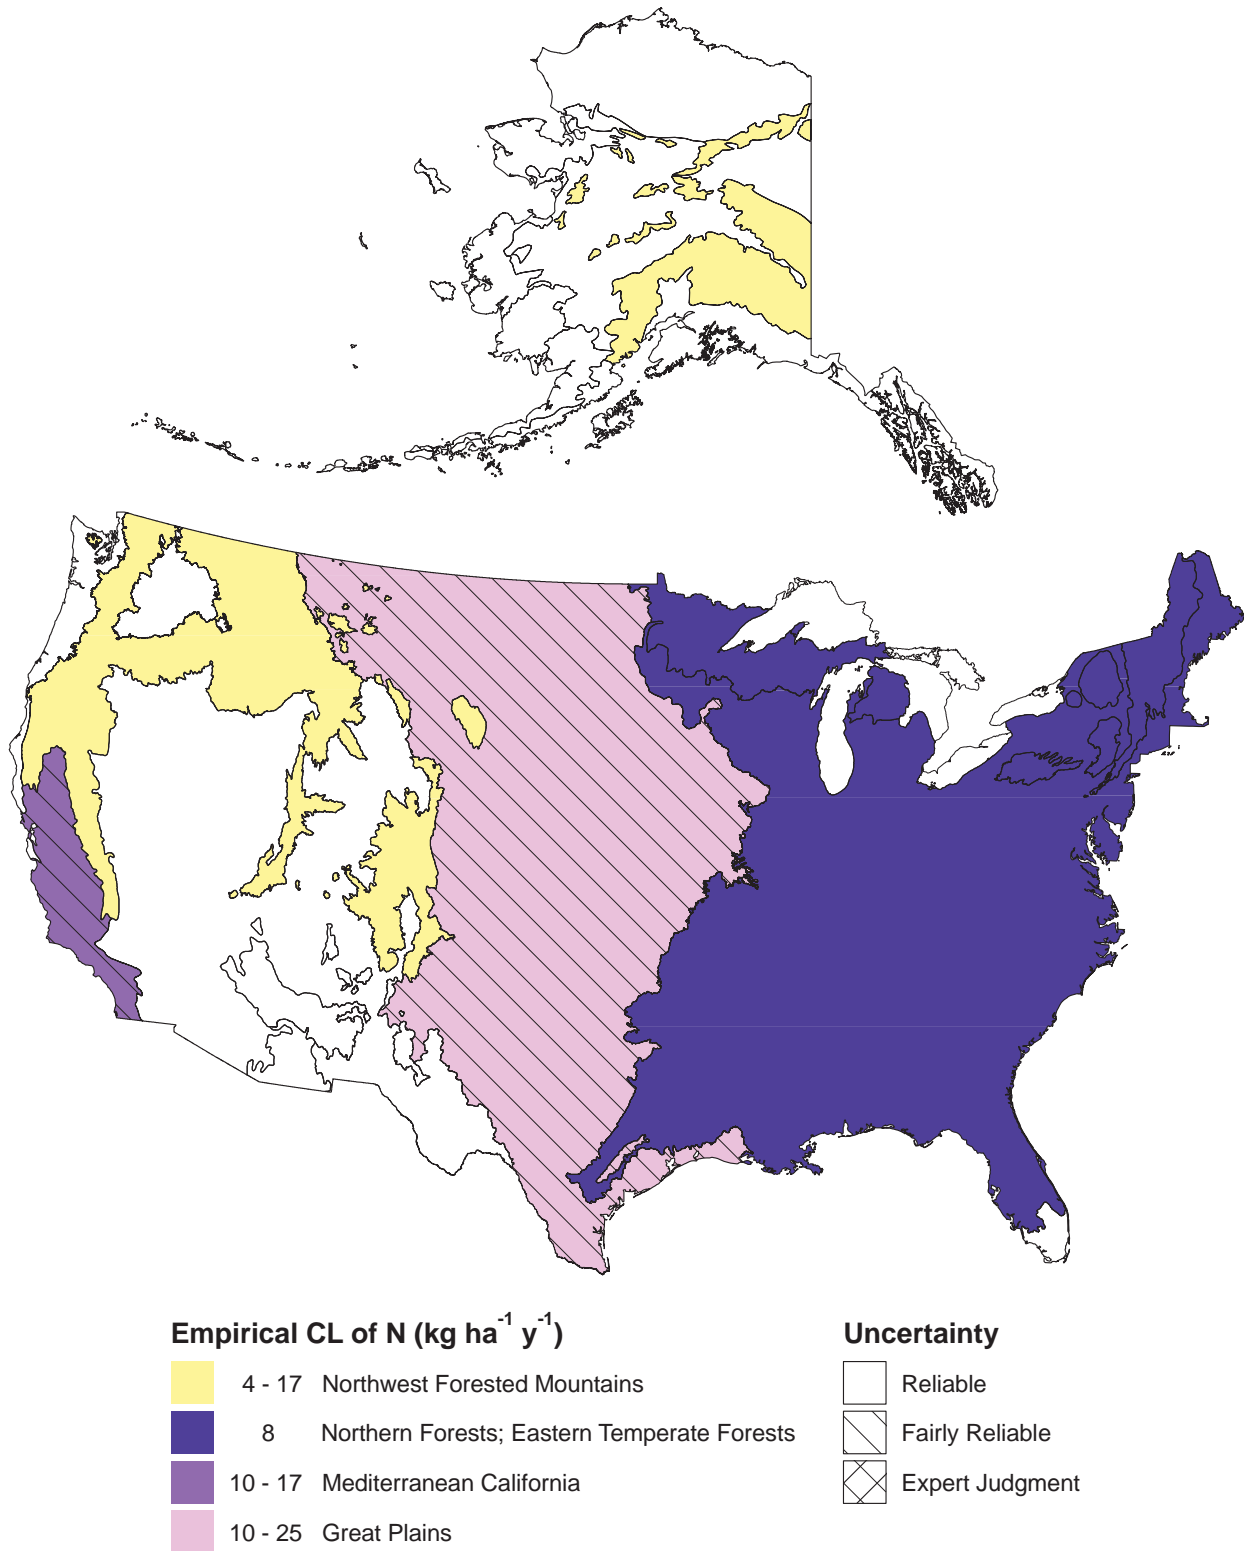 Empirical CL of N (kg ha⁻¹ y⁻¹)
4 - 17 Northwest Forested Mountains
8 Northern Forests; Eastern Temperate Forests
10 - 17 Mediterranean California
10 - 25 Great Plains
Uncertainty
Reliable
Fairly Reliable
Expert Judgment